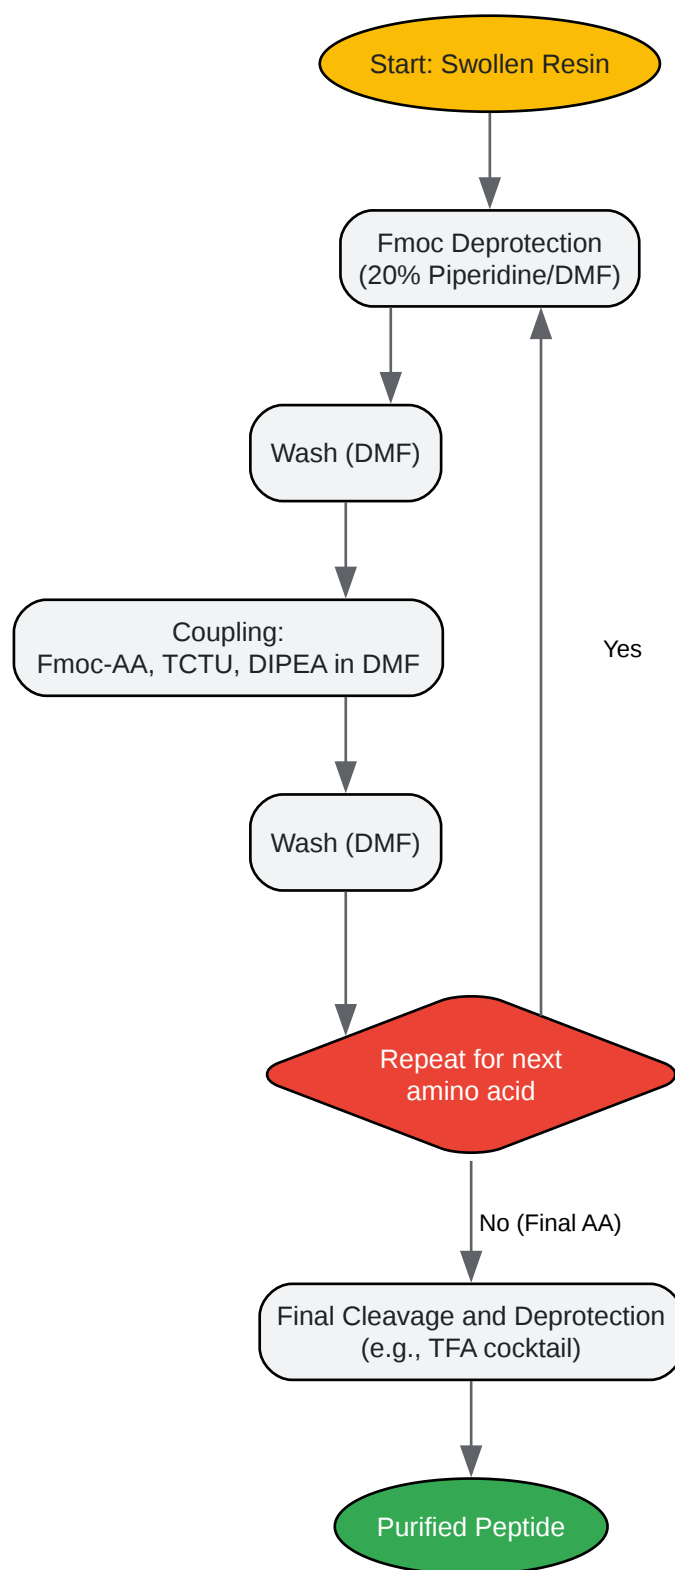 Start: Swollen Resin
Fmoc Deprotection
(20% Piperidine/DMF)
Wash (DMF)
Coupling:
Fmoc-AA, TCTU, DIPEA in DMF
Yes
Wash (DMF)
Repeat for next
amino acid
No (Final AA)
Final Cleavage and Deprotection
(e.g., TFA cocktail)
Purified Peptide